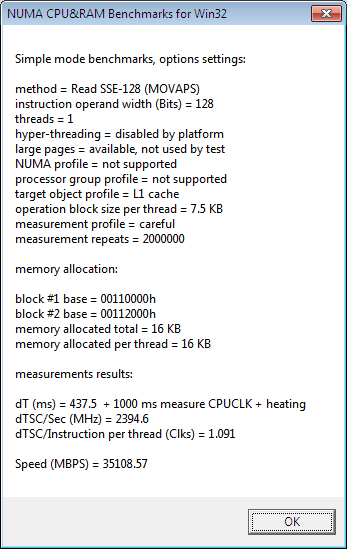 NUMA CPU&RAM Benchmarks for Win32
Simple mode benchmarks, options settings:
method = Read SSE-128 (MOVAPS)
instruction operand width (Bits) = 128
threads = 1
hyper-threading = disabled by platform
large pages = available, not used by test
NUMA profile = not supported
processor group profile = not supported
target object profile = L1 cache
operation block size per thread = 7.5 KB
measurement profile = careful
measurement repeats = 2000000
memory allocation:
block #1 base = 00110000h
block #2 base = 00112000h
memory allocated total = 16 KB
memory allocated per thread = 16 KB
measurements results:
dT (ms) = 437.5  + 1000 ms measure CPUCLK + heating
dTSC/Sec (MHz) = 2394.6
dTSC/Instruction per thread (Clks) = 1.091
Speed (MBPS) = 35108.57
OK